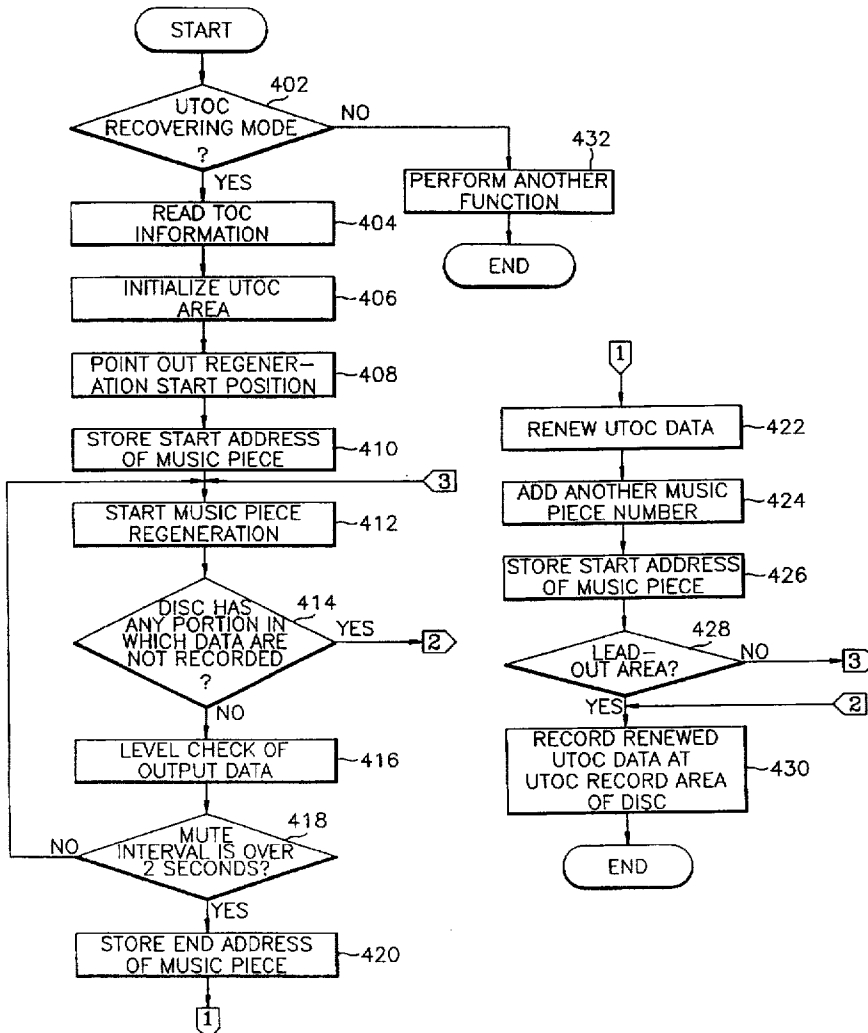 START
402
UTOC
RECOVERING MODE
?
NO
YES
432
PERFORM ANOTHER
FUNCTION
END
READ TOC
INFORMATION
404
INITIALIZE UTOC
AREA
406
POINT OUT REGENER-
ATION START POSITION
408
STORE START ADDRESS
OF MUSIC PIECE
410
3
START MUSIC PIECE
REGENERATION
412
DISC HAS
ANY PORTION IN
WHICH DATA ARE
NOT RECORDED
?
414
YES
2
NO
LEVEL CHECK OF
OUTPUT DATA
416
418
MUTE
INTERVAL IS OVER
2 SECONDS?
NO
YES
STORE END ADDRESS
OF MUSIC PIECE
420
1
1
RENEW UTOC DATA
422
ADD ANOTHER MUSIC
PIECE NUMBER
424
STORE START ADDRESS
OF MUSIC PIECE
426
428
LEAD-
OUT AREA?
NO
3
YES
2
RECORD RENEWED
UTOC DATA AT
UTOC RECORD AREA
OF DISC
430
END